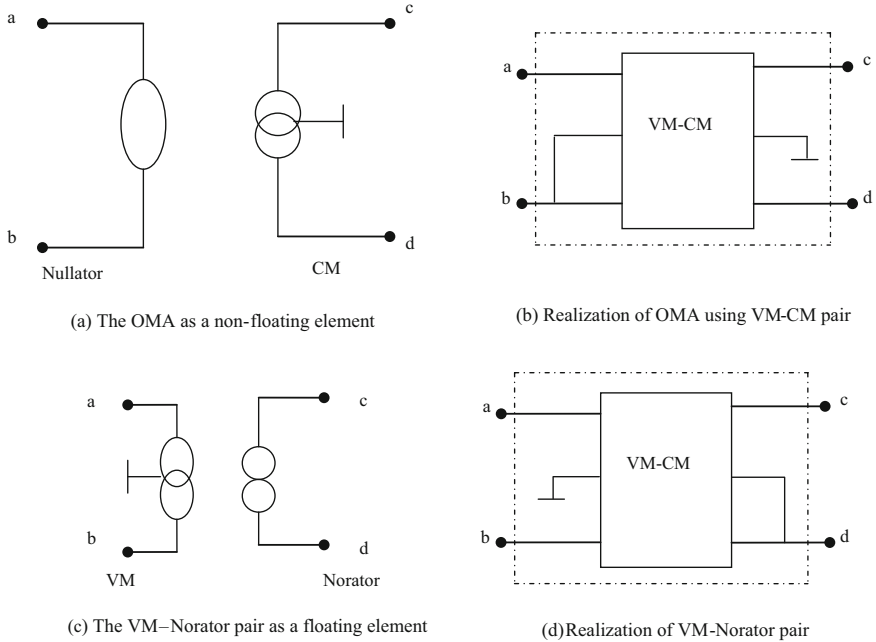 a
b
Nullator
c
d
CM
(a) The OMA as a non-floating element
a
b
VM-CM
c
d
(b) Realization of OMA using VM-CM pair
a
b
VM
c
d
Norator
(c) The VM–Norator pair as a floating element
a
b
VM-CM
c
d
(d)Realization of VM-Norator pair